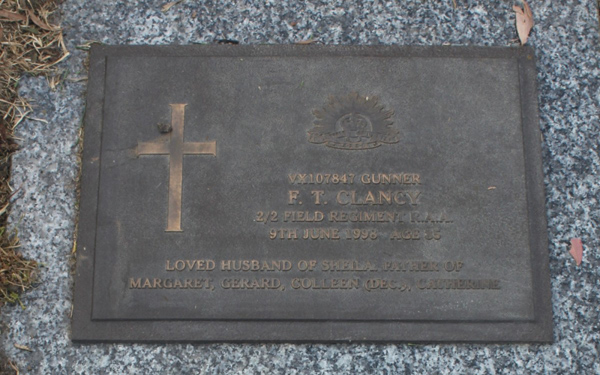 VX107847 GUNNER
F. T. CLANCY
2/2 FIELD REGIMENT R.A.A.
9TH JUNE 1998 AGE
LOVED HUSBAND OF SHEILA, FATHER OF
MARGARET, GERARD, COLLEEN (DEC.), CATHERINE